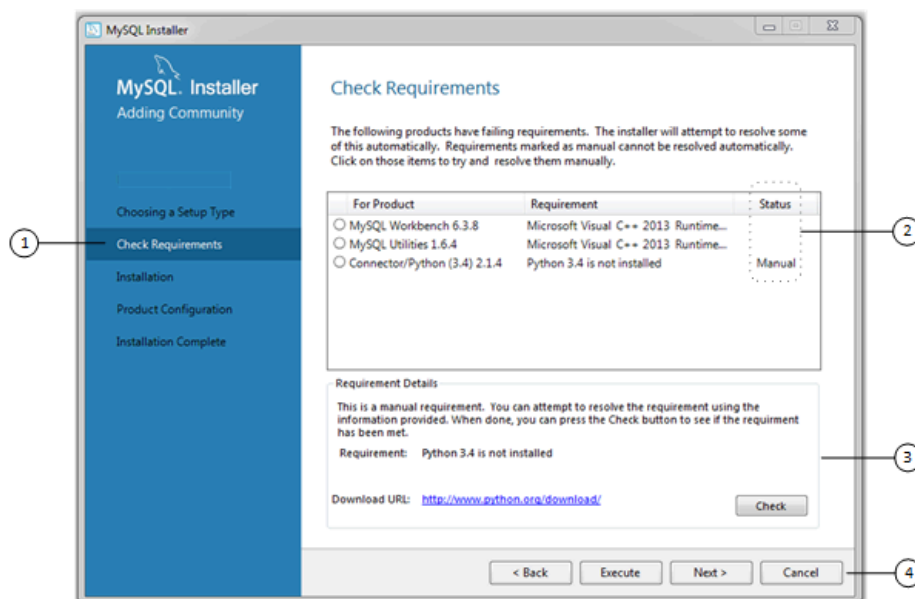 MySQL Installer
MySQL. Installer
Adding Community
Choosing a Setup Type
Check Requirements
Installation
Product Configuration
Installation Complete
Check Requirements
The following products have failing requirements. The installer will attempt to resolve some
of this automatically. Requirements marked as manual cannot be resolved automatically.
Click on those items to try and resolve them manually.
For Product Requirement Status
MySQL Workbench 6.3.8 Microsoft Visual C++ 2013 Runtime...
MySQL Utilities 1.6.4 Microsoft Visual C++ 2013 Runtime...
Connector/Python (3.4) 2.1.4 Python 3.4 is not installed Manual
Requirement Details
This is a manual requirement. You can attempt to resolve the requirement using the
information provided. When done, you can press the Check button to see if the requirment
has been met.
Requirement: Python 3.4 is not installed
Download URL: http://www.python.org/download/
Check
< Back Execute Next > Cancel
1
2
3
4